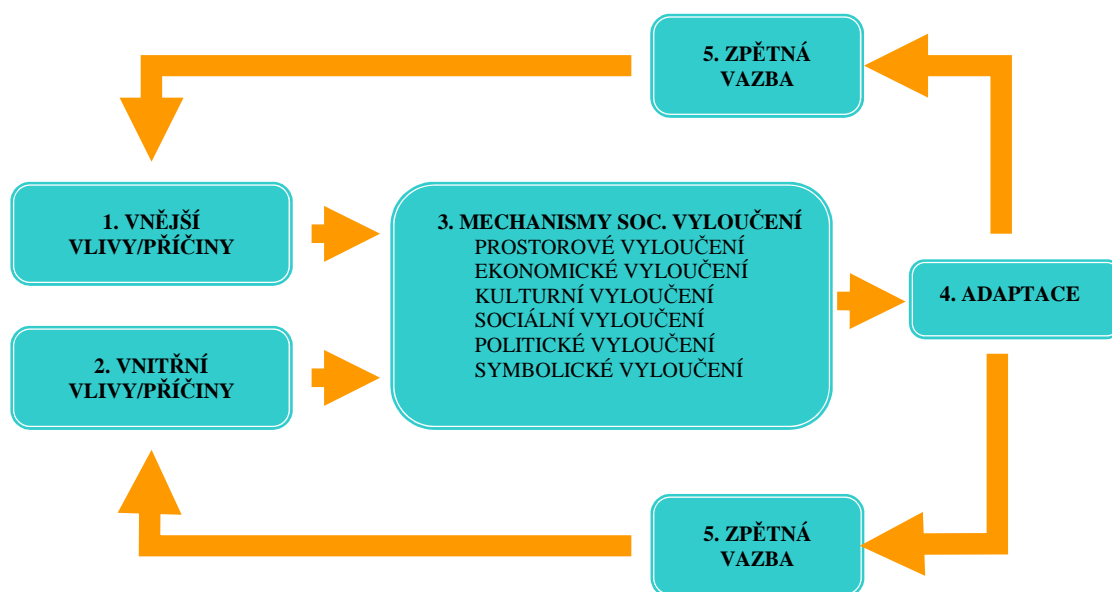 5. ZPĚTNÁ
VAZBA
1. VNĚJŠÍ
VLIVY/PŘÍČINY
3. MECHANISMY SOC. VYLOUČENÍ
PROSTOROVÉ VYLOUČENÍ
EKONOMICKÉ VYLOUČENÍ
KULTURNÍ VYLOUČENÍ
SOCIÁLNÍ VYLOUČENÍ
POLITICKÉ VYLOUČENÍ
SYMBOLICKÉ VYLOUČENÍ
4. ADAPTACE
2. VNITŘNÍ
VLIVY/PŘÍČINY
5. ZPĚTNÁ
VAZBA